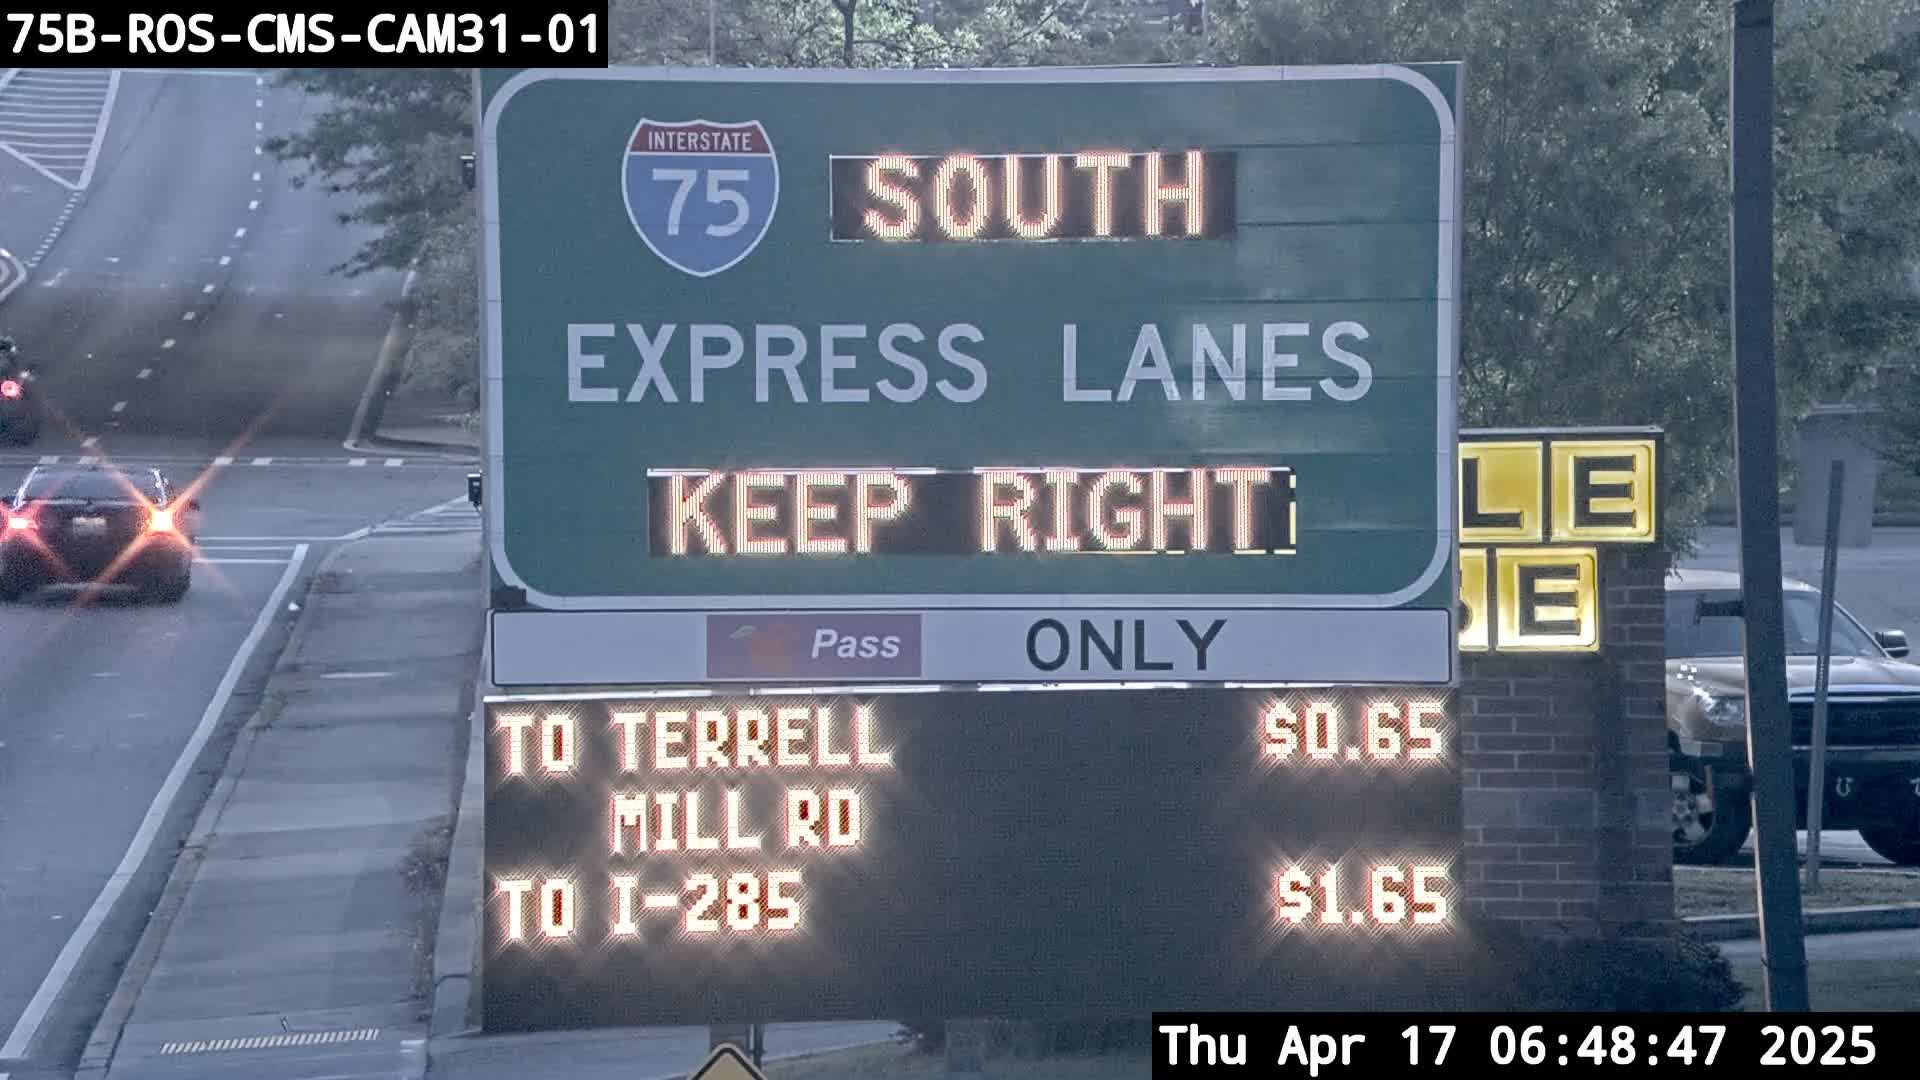 75B-ROS-CMS-CAM31-01
INTERSTATE
75
SOUTH
EXPRESS LANES
KEEP RIGHT
Pass ONLY
TO TERRELL $0.65
MILL RD
TO I-285 $1.65
LE
E
Thu Apr 17 06:48:47 2025